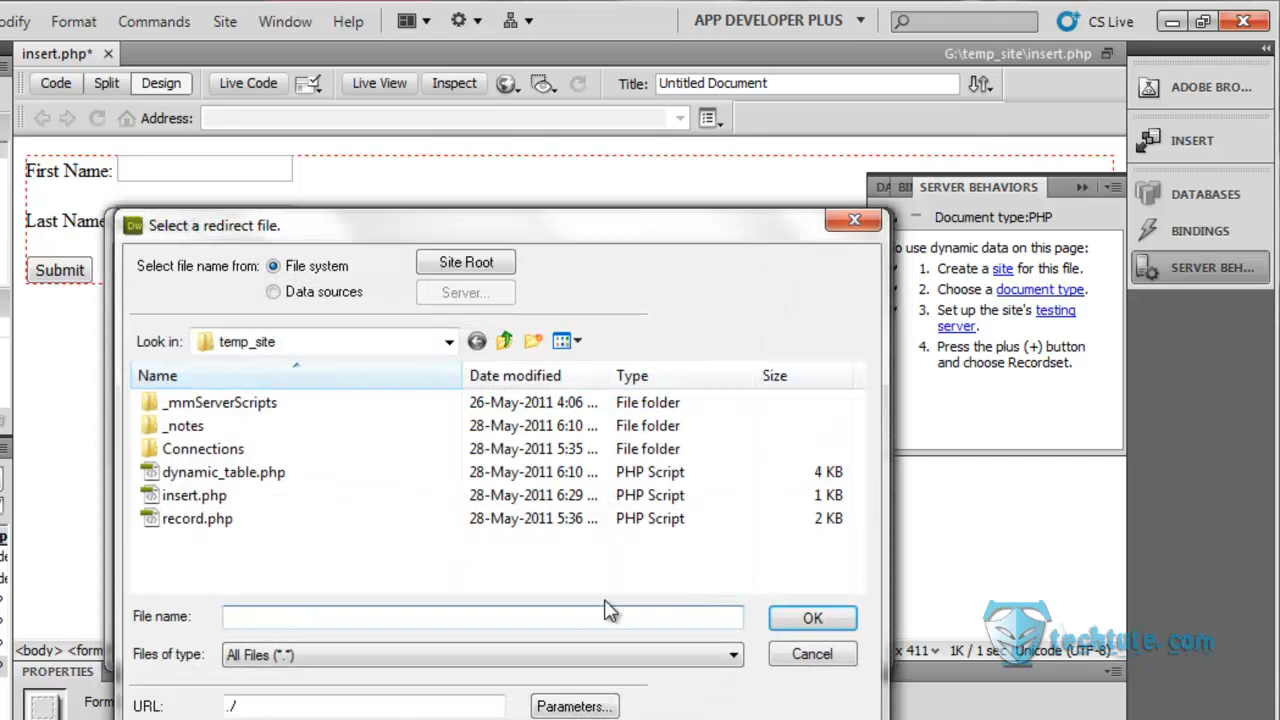 odify Format Commands Site Window Help APP DEVELOPER PLUS CS Live
insert.php* G:\temp_site\insert.php
Code Split Design Live Code Live View Inspect Title: Untitled Document
Address:
ADOBE BRO...
INSERT
DATABASES
BINDINGS
SERVER BEH...
First Name:
Last Name
Submit
DA BI SERVER BEHAVIORS
Document type:PHP
o use dynamic data on this page:
1. Create a site for this file.
2. Choose a document type.
3. Set up the site's testing
server.
4. Press the plus (+) button
and choose Recordset.
Dw Select a redirect file.
Select file name from: File system Site Root
Data sources Server...
Look in: temp_site
Name Date modified Type Size
_mmServerScripts 26-May-2011 4:06 ... File folder
_notes 28-May-2011 6:10 ... File folder
Connections 28-May-2011 5:35 ... File folder
dynamic_table.php 28-May-2011 6:10 ... PHP Script 4 KB
insert.php 28-May-2011 6:29 ... PHP Script 1 KB
record.php 28-May-2011 5:36 ... PHP Script 2 KB
File name: OK
Files of type: All Files (*.*) Cancel
URL: ./ Parameters...
<body> <form x 411 1K / 1 sec Unicode (UTF-8)
PROPERTIES
Form
techtute.com